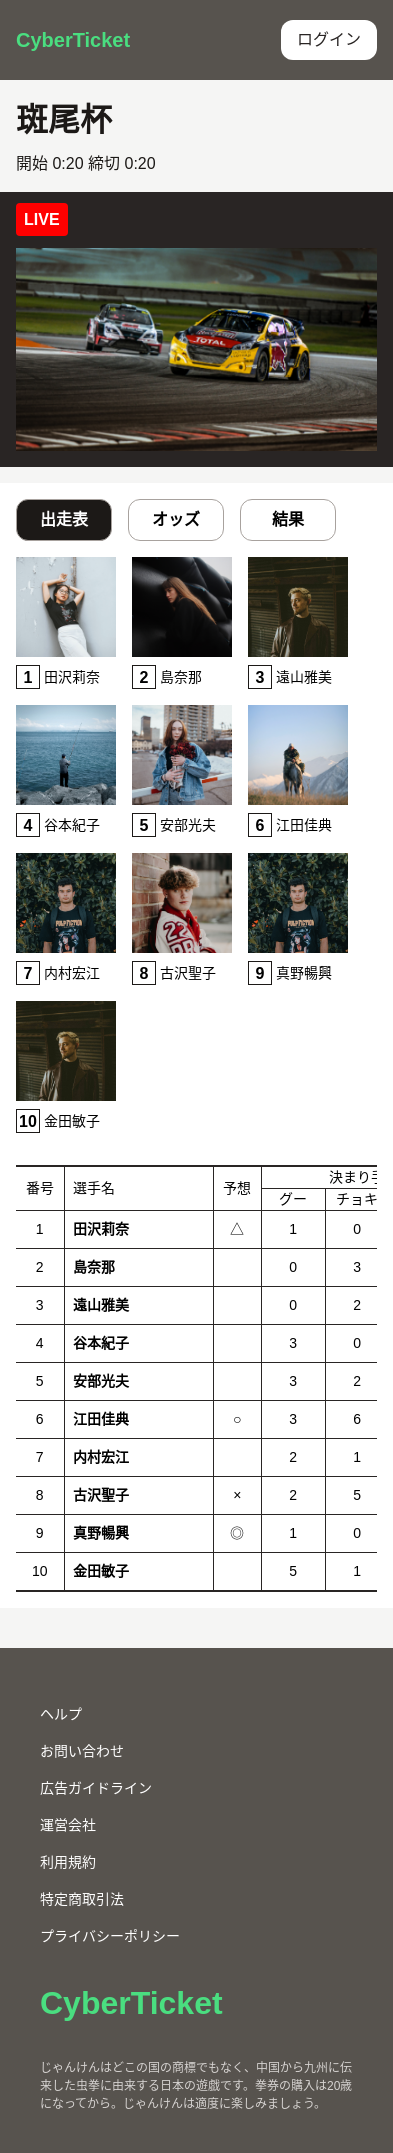 CyberTicket
ログイン
斑尾杯
開始 0:20 締切 0:20
LIVE
TOTAL
出走表 オッズ 結果
1 田沢莉奈 2 島奈那 3 遠山雅美
4 谷本紀子 5 安部光夫 6 江田佳典
7 内村宏江 8 古沢聖子 9 真野暢興
10 金田敏子
番号 選手名 予想 決まり手
グー チョキ
1 田沢莉奈 △ 1 0
2 島奈那 0 3
3 遠山雅美 0 2
4 谷本紀子 3 0
5 安部光夫 3 2
6 江田佳典 ○ 3 6
7 内村宏江 2 1
8 古沢聖子 × 2 5
9 真野暢興 ◎ 1 0
10 金田敏子 5 1
ヘルプ
お問い合わせ
広告ガイドライン
運営会社
利用規約
特定商取引法
プライバシーポリシー
CyberTicket
じゃんけんはどこの国の商標でもなく、中国から九州に伝
来した虫拳に由来する日本の遊戯です。拳券の購入は20歳
になってから。じゃんけんは適度に楽しみましょう。